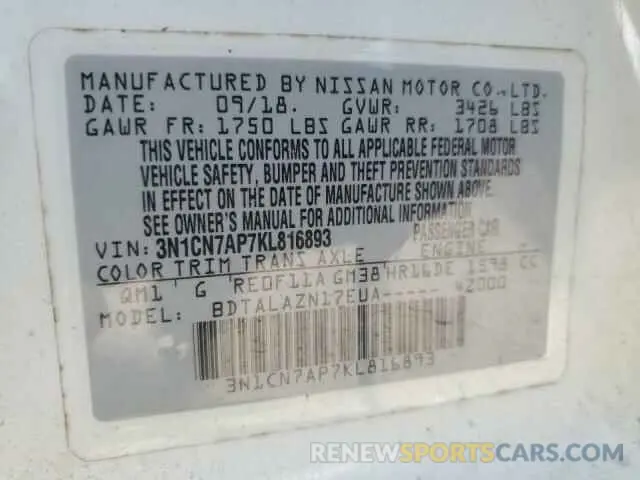 MANUFACTURED BY NISSAN MOTOR CO.,LTD.
DATE: 09/18. GVWR: 3426 LBS
GAWR FR: 1750 LBS GAWR RR: 1708 LBS
THIS VEHICLE CONFORMS TO ALL APPLICABLE FEDERAL MOTOR
VEHICLE SAFETY, BUMPER AND THEFT PREVENTION STANDARDS
IN EFFECT ON THE DATE OF MANUFACTURE SHOWN ABOVE.
SEE OWNER'S MANUAL FOR ADDITIONAL INFORMATION
VIN: 3N1CN7AP7KL816893 PASSENGER CAR
COLOR TRIM TRANS AXLE ENGINE
QM1 G RE0F11A GM38 HR16DE 1598 CC
MODEL: BDTALAZN17EUA----- 42000
3N1CN7AP7KL816893
RENEWSPORTSCARS.COM